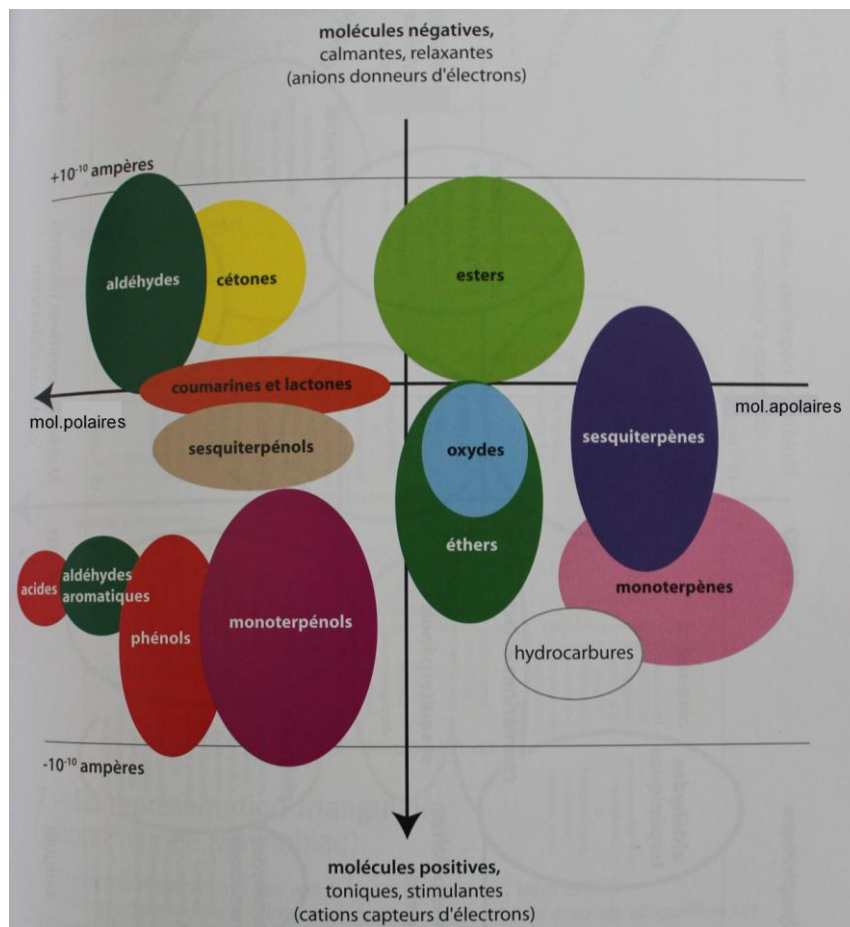 molécules négatives,
calmantes, relaxantes
(anions donneurs d'électrons)
+10⁻¹⁰ ampères
aldéhydes
cétones
esters
coumarines et lactones
mol.polaires
mol.apolaires
sesquiterpénols
oxydes
sesquiterpènes
éthers
acides
aldéhydes
aromatiques
phénols
monoterpénols
monoterpènes
hydrocarbures
-10⁻¹⁰ ampères
molécules positives,
toniques, stimulantes
(cations capteurs d'électrons)